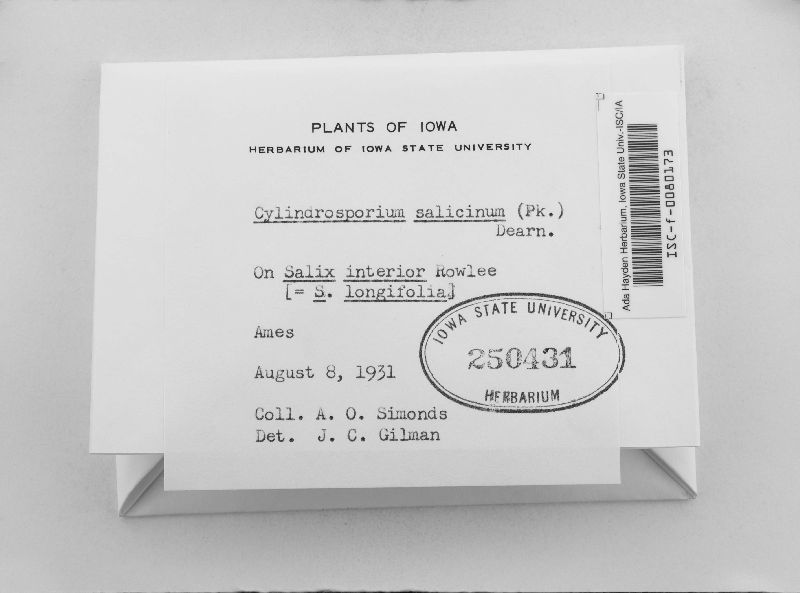 PLANTS OF IOWA
HERBARIUM OF IOWA STATE UNIVERSITY
Cylindrosporium salicinum (Pk.)
Dearn.
On Salix interior Rowlee
[= S. longifolia]
Ames
August 8, 1931
Coll. A. O. Simonds
Det. J. C. Gilman
IOWA STATE UNIVERSITY
250431
HERBARIUM
Ada Hayden Herbarium, Iowa State Univ.-ISC/IA
ISC-f-0080173